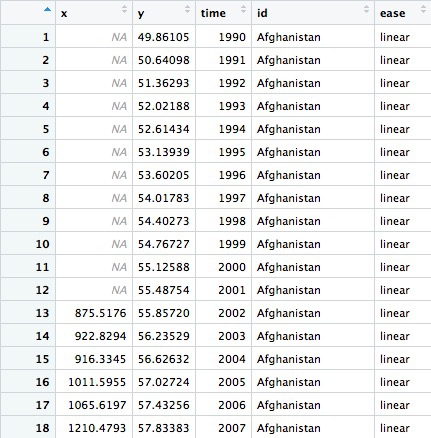 x y time id ease
1 NA 49.86105 1990 Afghanistan linear
2 NA 50.64098 1991 Afghanistan linear
3 NA 51.36293 1992 Afghanistan linear
4 NA 52.02188 1993 Afghanistan linear
5 NA 52.61434 1994 Afghanistan linear
6 NA 53.13939 1995 Afghanistan linear
7 NA 53.60205 1996 Afghanistan linear
8 NA 54.01783 1997 Afghanistan linear
9 NA 54.40273 1998 Afghanistan linear
10 NA 54.76727 1999 Afghanistan linear
11 NA 55.12588 2000 Afghanistan linear
12 NA 55.48754 2001 Afghanistan linear
13 875.5176 55.85720 2002 Afghanistan linear
14 922.8294 56.23529 2003 Afghanistan linear
15 916.3345 56.62632 2004 Afghanistan linear
16 1011.5955 57.02724 2005 Afghanistan linear
17 1065.6197 57.43256 2006 Afghanistan linear
18 1210.4793 57.83383 2007 Afghanistan linear